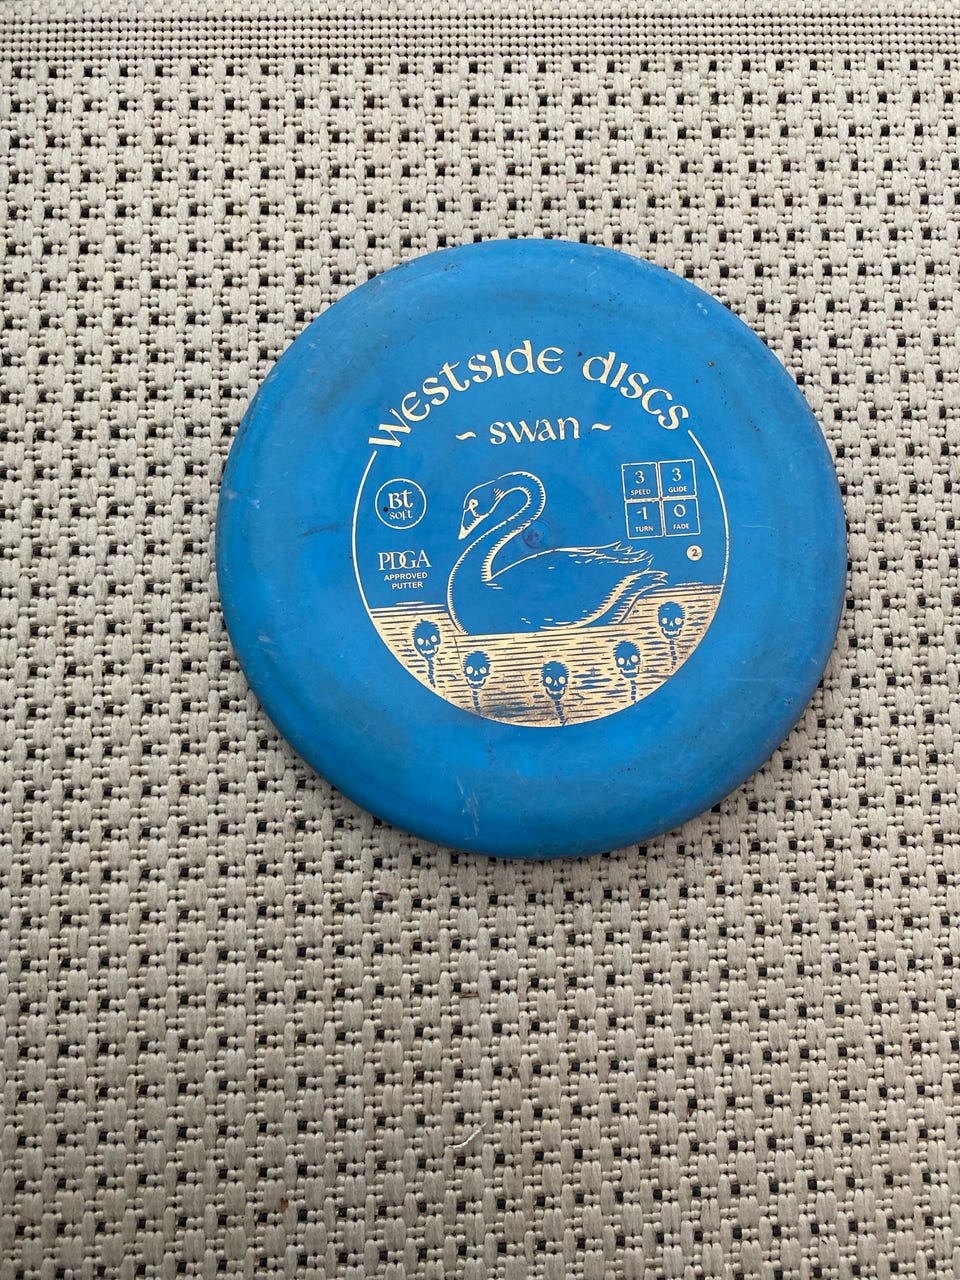 Westside discs
~ swan ~
Bt
soft
PDGA
APPROVED
PUTTER
3 3
SPEED GLIDE
-1 0
TURN FADE
2